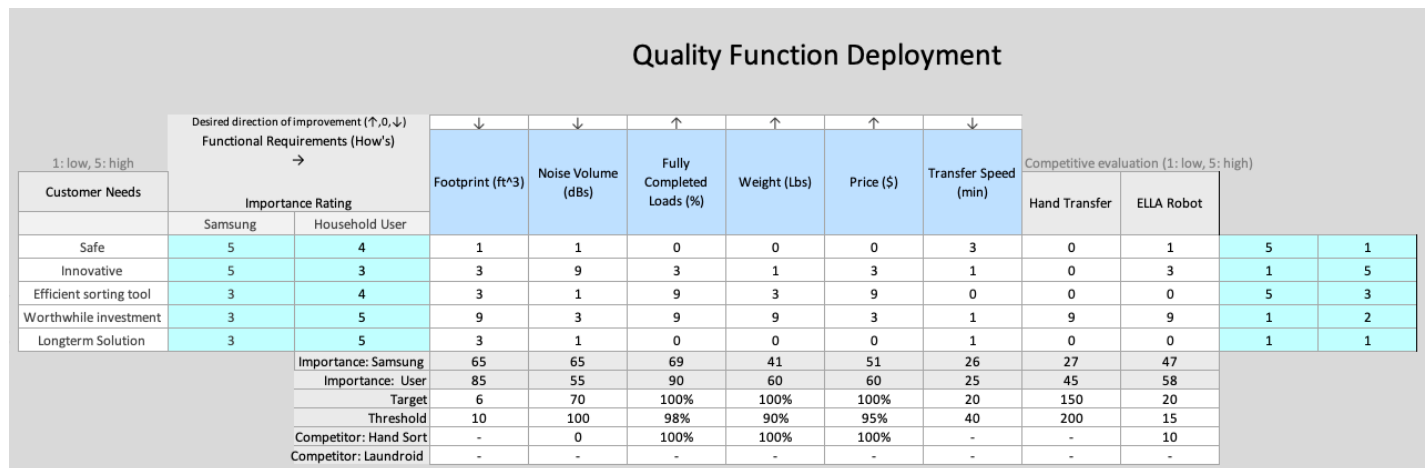 Quality Function Deployment
Desired direction of improvement (↑,0,↓) ↓ ↓ ↑ ↑ ↑ ↓
Functional Requirements (How's)
→
1: low, 5: high
Customer Needs
Importance Rating
Footprint (ft^3)
Noise Volume
(dBs)
Fully
Completed
Loads (%)
Weight (Lbs)
Price ($)
Transfer Speed
(min)
Competitive evaluation (1: low, 5: high)
Hand Transfer
ELLA Robot
Samsung Household User
Safe 5 4 1 1 0 0 0 3 0 1 5 1
Innovative 5 3 3 9 3 1 3 1 0 3 1 5
Efficient sorting tool 3 4 3 1 9 3 9 0 0 0 5 3
Worthwhile investment 3 5 9 3 9 9 3 1 9 9 1 2
Longterm Solution 3 5 3 1 0 0 0 1 0 0 1 1
Importance: Samsung 65 65 69 41 51 26 27 47
Importance: User 85 55 90 60 60 25 45 58
Target 6 70 100% 100% 100% 20 150 20
Threshold 10 100 98% 90% 95% 40 200 15
Competitor: Hand Sort - 0 100% 100% 100% - - 10
Competitor: Laundroid - - - - - - - -